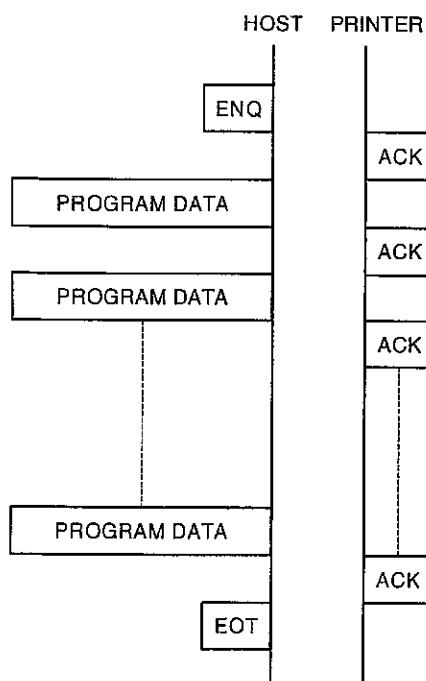 HOST PRINTER
ENQ
ACK
PROGRAM DATA
ACK
PROGRAM DATA
ACK
PROGRAM DATA
ACK
EOT